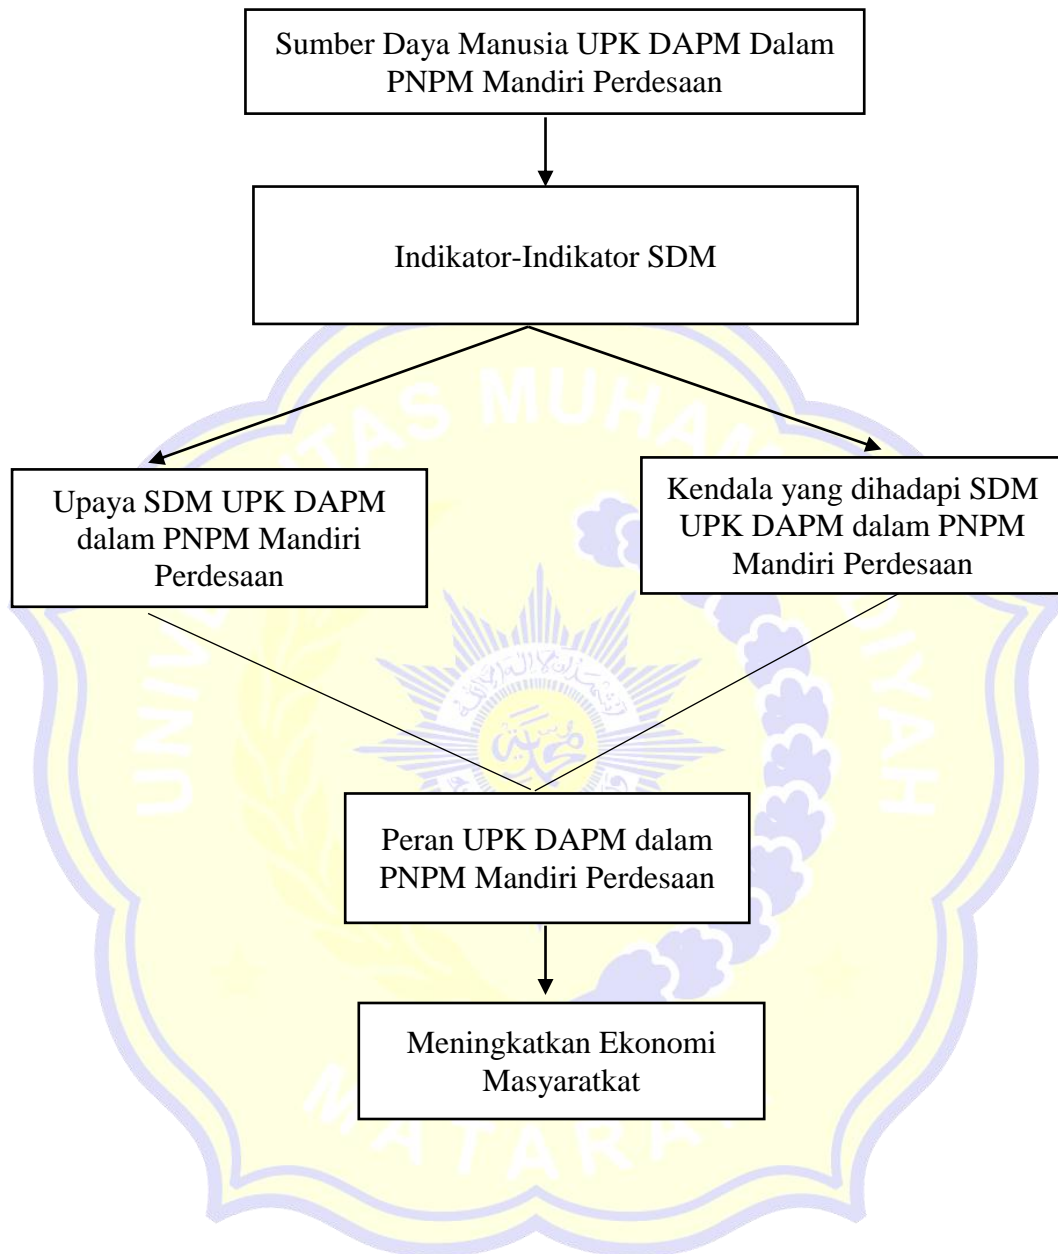 Sumber Daya Manusia UPK DAPM Dalam
PNPM Mandiri Perdesaan
Indikator-Indikator SDM
Upaya SDM UPK DAPM
dalam PNPM Mandiri
Perdesaan
Kendala yang dihadapi SDM
UPK DAPM dalam PNPM
Mandiri Perdesaan
Peran UPK DAPM dalam
PNPM Mandiri Perdesaan
Meningkatkan Ekonomi
Masyaratkat